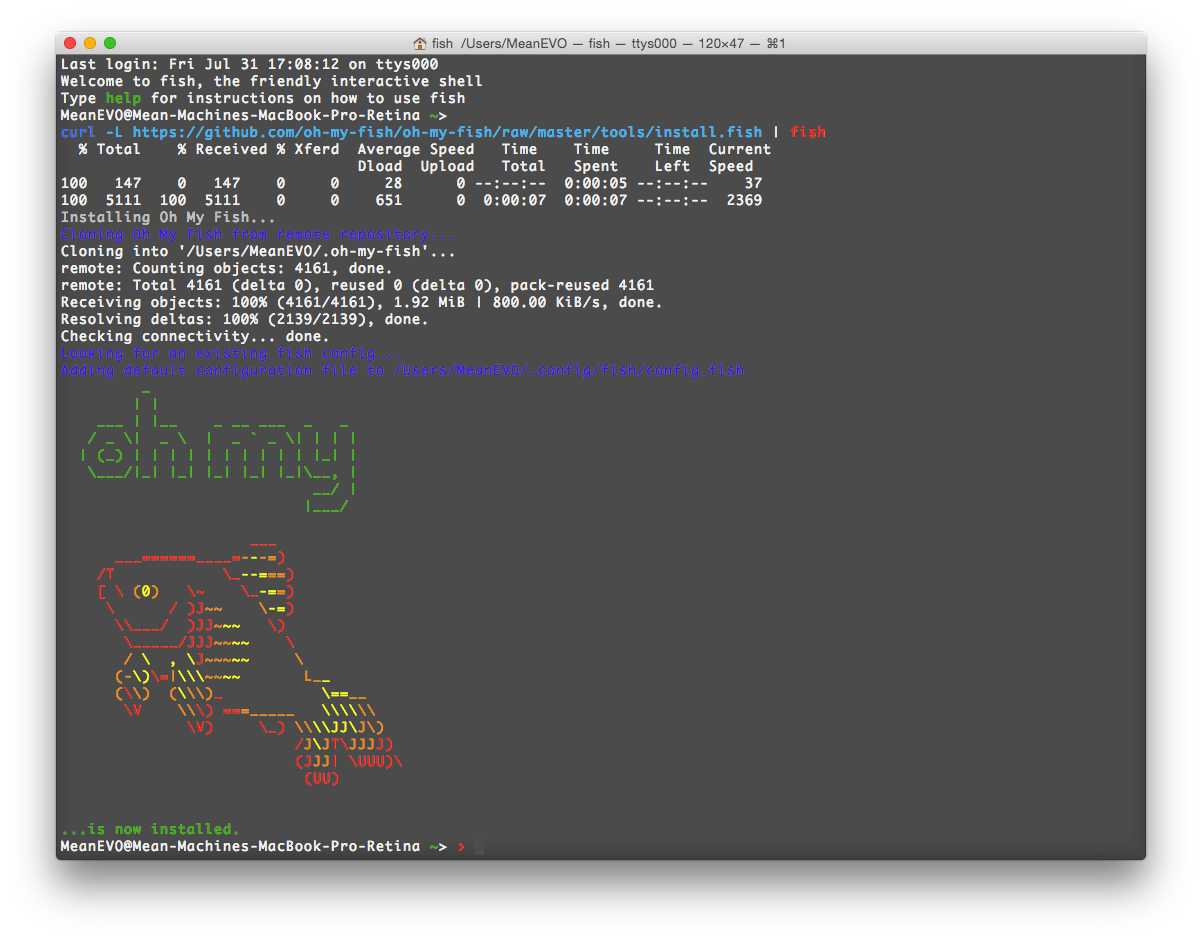 fish  /Users/MeanEVO — fish — ttys000 — 120×47 — ⌘1
Last login: Fri Jul 31 17:08:12 on ttys000
Welcome to fish, the friendly interactive shell
Type help for instructions on how to use fish
MeanEVO@Mean-Machines-MacBook-Pro-Retina ~>
curl -L https://github.com/oh-my-fish/oh-my-fish/raw/master/tools/install.fish | fish
  % Total    % Received % Xferd  Average Speed   Time    Time     Time  Current
                                 Dload  Upload   Total   Spent    Left  Speed
100   147    0   147    0     0     28      0 --:--:--  0:00:05 --:--:--    37
100  5111  100  5111    0     0    651      0  0:00:07  0:00:07 --:--:--  2369
Installing Oh My Fish...
Cloning Oh My Fish from remote repository...
Cloning into '/Users/MeanEVO/.oh-my-fish'...
remote: Counting objects: 4161, done.
remote: Total 4161 (delta 0), reused 0 (delta 0), pack-reused 4161
Receiving objects: 100% (4161/4161), 1.92 MiB | 800.00 KiB/s, done.
Resolving deltas: 100% (2139/2139), done.
Checking connectivity... done.
Looking for an existing fish config...
Adding default configuration file to /Users/MeanEVO/.config/fish/config.fish
oh my
...is now installed.
MeanEVO@Mean-Machines-MacBook-Pro-Retina ~> ›